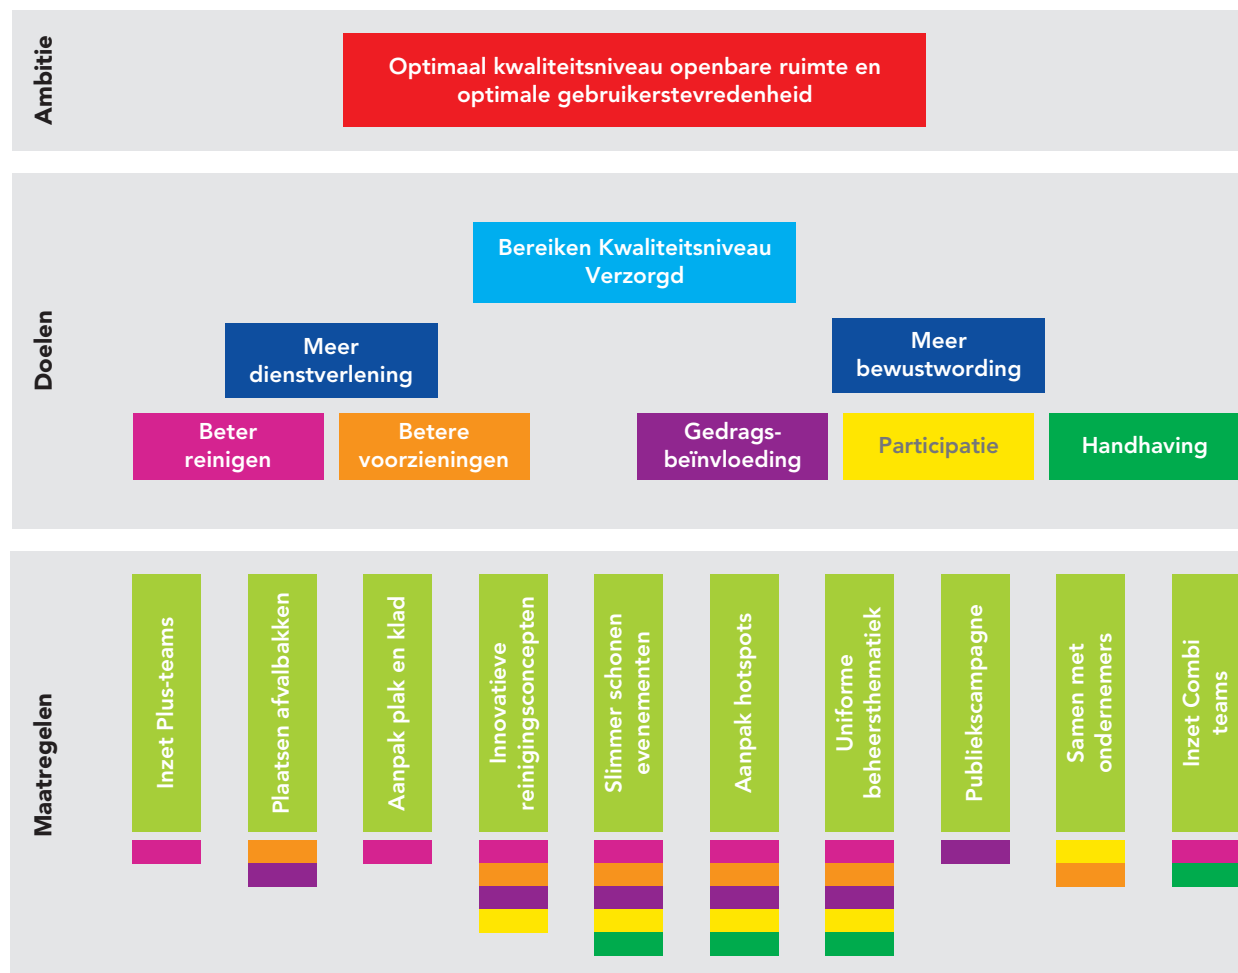 Ambitie
Optimaal kwaliteitsniveau openbare ruimte en
optimale gebruikerstevredenheid
Doelen
Bereiken Kwaliteitsniveau
Verzorgd
Meer
dienstverlening
Meer
bewustwording
Beter
reinigen
Betere
voorzieningen
Gedrags-
beïnvloeding
Participatie
Handhaving
Maatregelen
Inzet Plus-teams
Plaatsen afvalbakken
Aanpak plak en klad
Innovatieve
reinigingsconcepten
Slimmer schonen
evenementen
Aanpak hotspots
Uniforme
beheersthematiek
Publiekscampagne
Samen met
ondernemers
Inzet Combi
teams